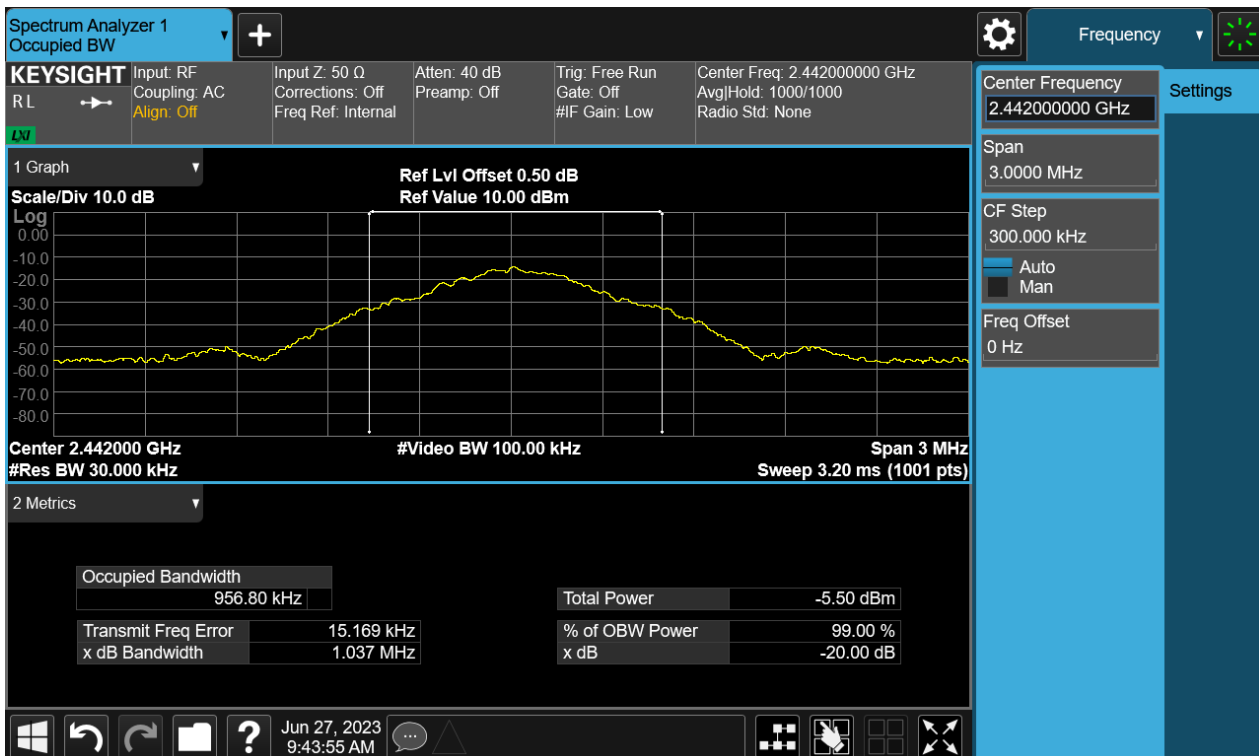 Spectrum Analyzer 1
Occupied BW
+
Frequency
KEYSIGHT
R L
LXI
Input: RF
Coupling: AC
Align: Off
Input Z: 50 Ω
Corrections: Off
Freq Ref: Internal
Atten: 40 dB
Preamp: Off
Trig: Free Run
Gate: Off
#IF Gain: Low
Center Freq: 2.442000000 GHz
Avg|Hold: 1000/1000
Radio Std: None
Center Frequency
2.442000000 GHz
Settings
Span
3.0000 MHz
CF Step
300.000 kHz
Auto
Man
Freq Offset
0 Hz
1 Graph
Scale/Div 10.0 dB
Ref Lvl Offset 0.50 dB
Ref Value 10.00 dBm
Log
0.00
-10.0
-20.0
-30.0
-40.0
-50.0
-60.0
-70.0
-80.0
Center 2.442000 GHz
#Video BW 100.00 kHz
Span 3 MHz
#Res BW 30.000 kHz
Sweep 3.20 ms (1001 pts)
2 Metrics
Occupied Bandwidth
956.80 kHz
Total Power -5.50 dBm
Transmit Freq Error 15.169 kHz
% of OBW Power 99.00 %
x dB Bandwidth 1.037 MHz
x dB -20.00 dB
?
Jun 27, 2023
9:43:55 AM